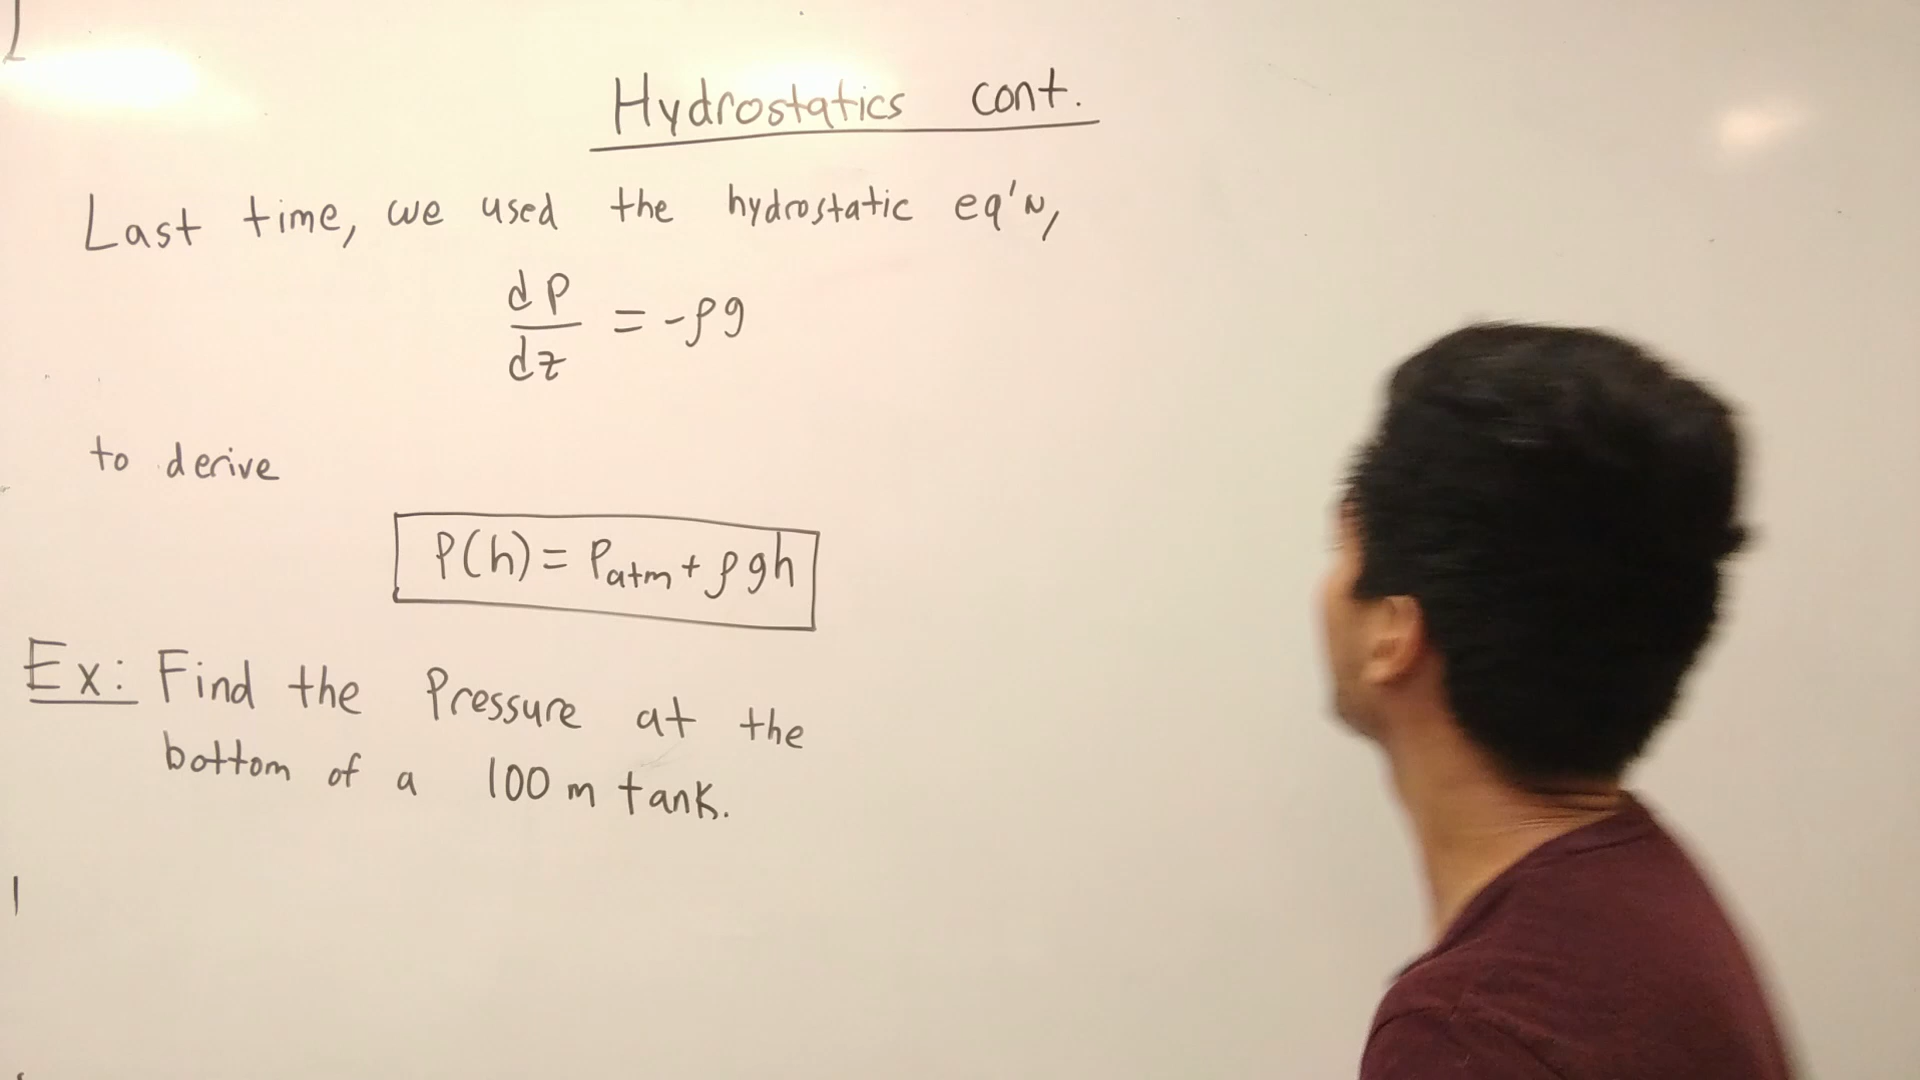 Hydrostatics cont.
Last time, we used the hydrostatic eq'n,
dP/dz = -ρg
to derive
P(h) = Patm + ρgh
Ex: Find the Pressure at the
bottom of a 100 m tank.